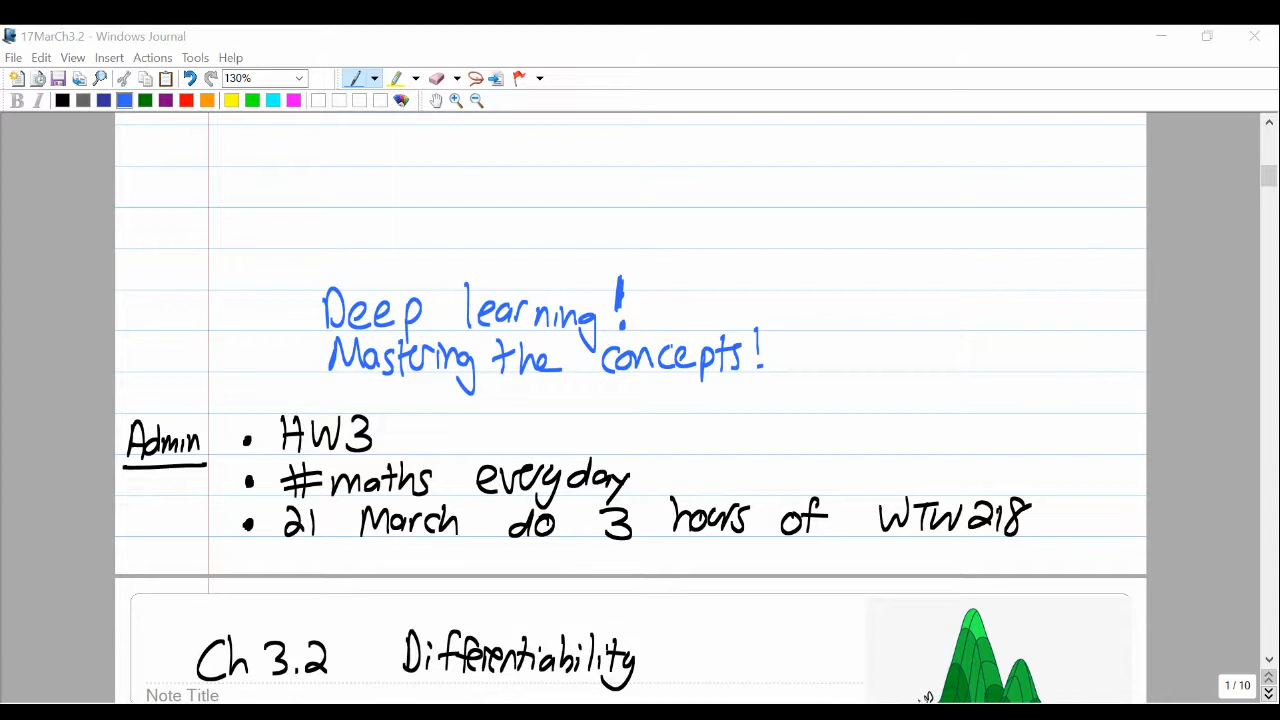 17MarCh3.2 - Windows Journal
File Edit View Insert Actions Tools Help
130%
B I
Deep learning!
Mastering the concepts!
Admin • HW3
• #maths everyday
• 21 March do 3 hours of WTW218
Ch 3.2 Differentiability
Note Title
1 / 10